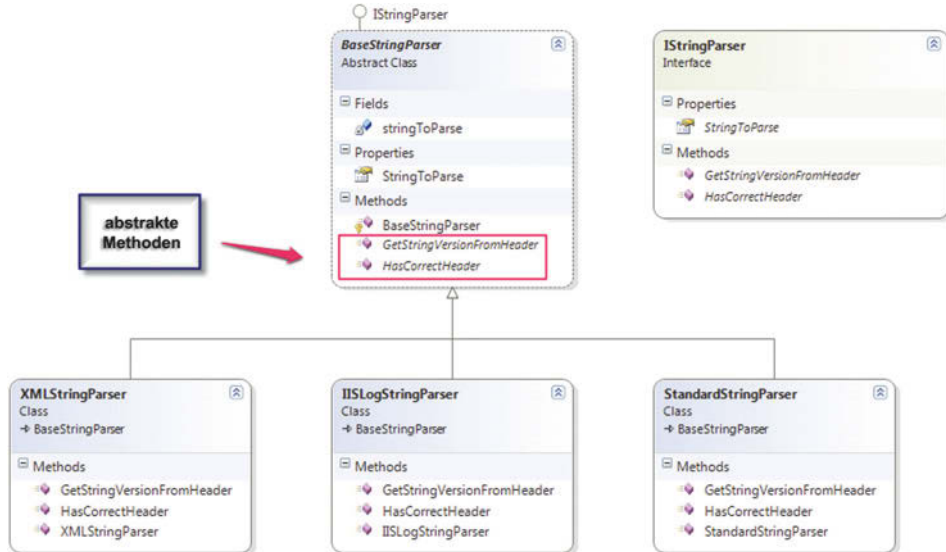 IStringParser
BaseStringParser
Abstract Class
Fields
stringToParse
Properties
StringToParse
Methods
BaseStringParser
GetStringVersionFromHeader
HasCorrectHeader
IStringParser
Interface
Properties
StringToParse
Methods
GetStringVersionFromHeader
HasCorrectHeader
abstrakte
Methoden
XMLStringParser
Class
BaseStringParser
Methods
GetStringVersionFromHeader
HasCorrectHeader
XMLStringParser
IISLogStringParser
Class
BaseStringParser
Methods
GetStringVersionFromHeader
HasCorrectHeader
IISLogStringParser
StandardStringParser
Class
BaseStringParser
Methods
GetStringVersionFromHeader
HasCorrectHeader
StandardStringParser